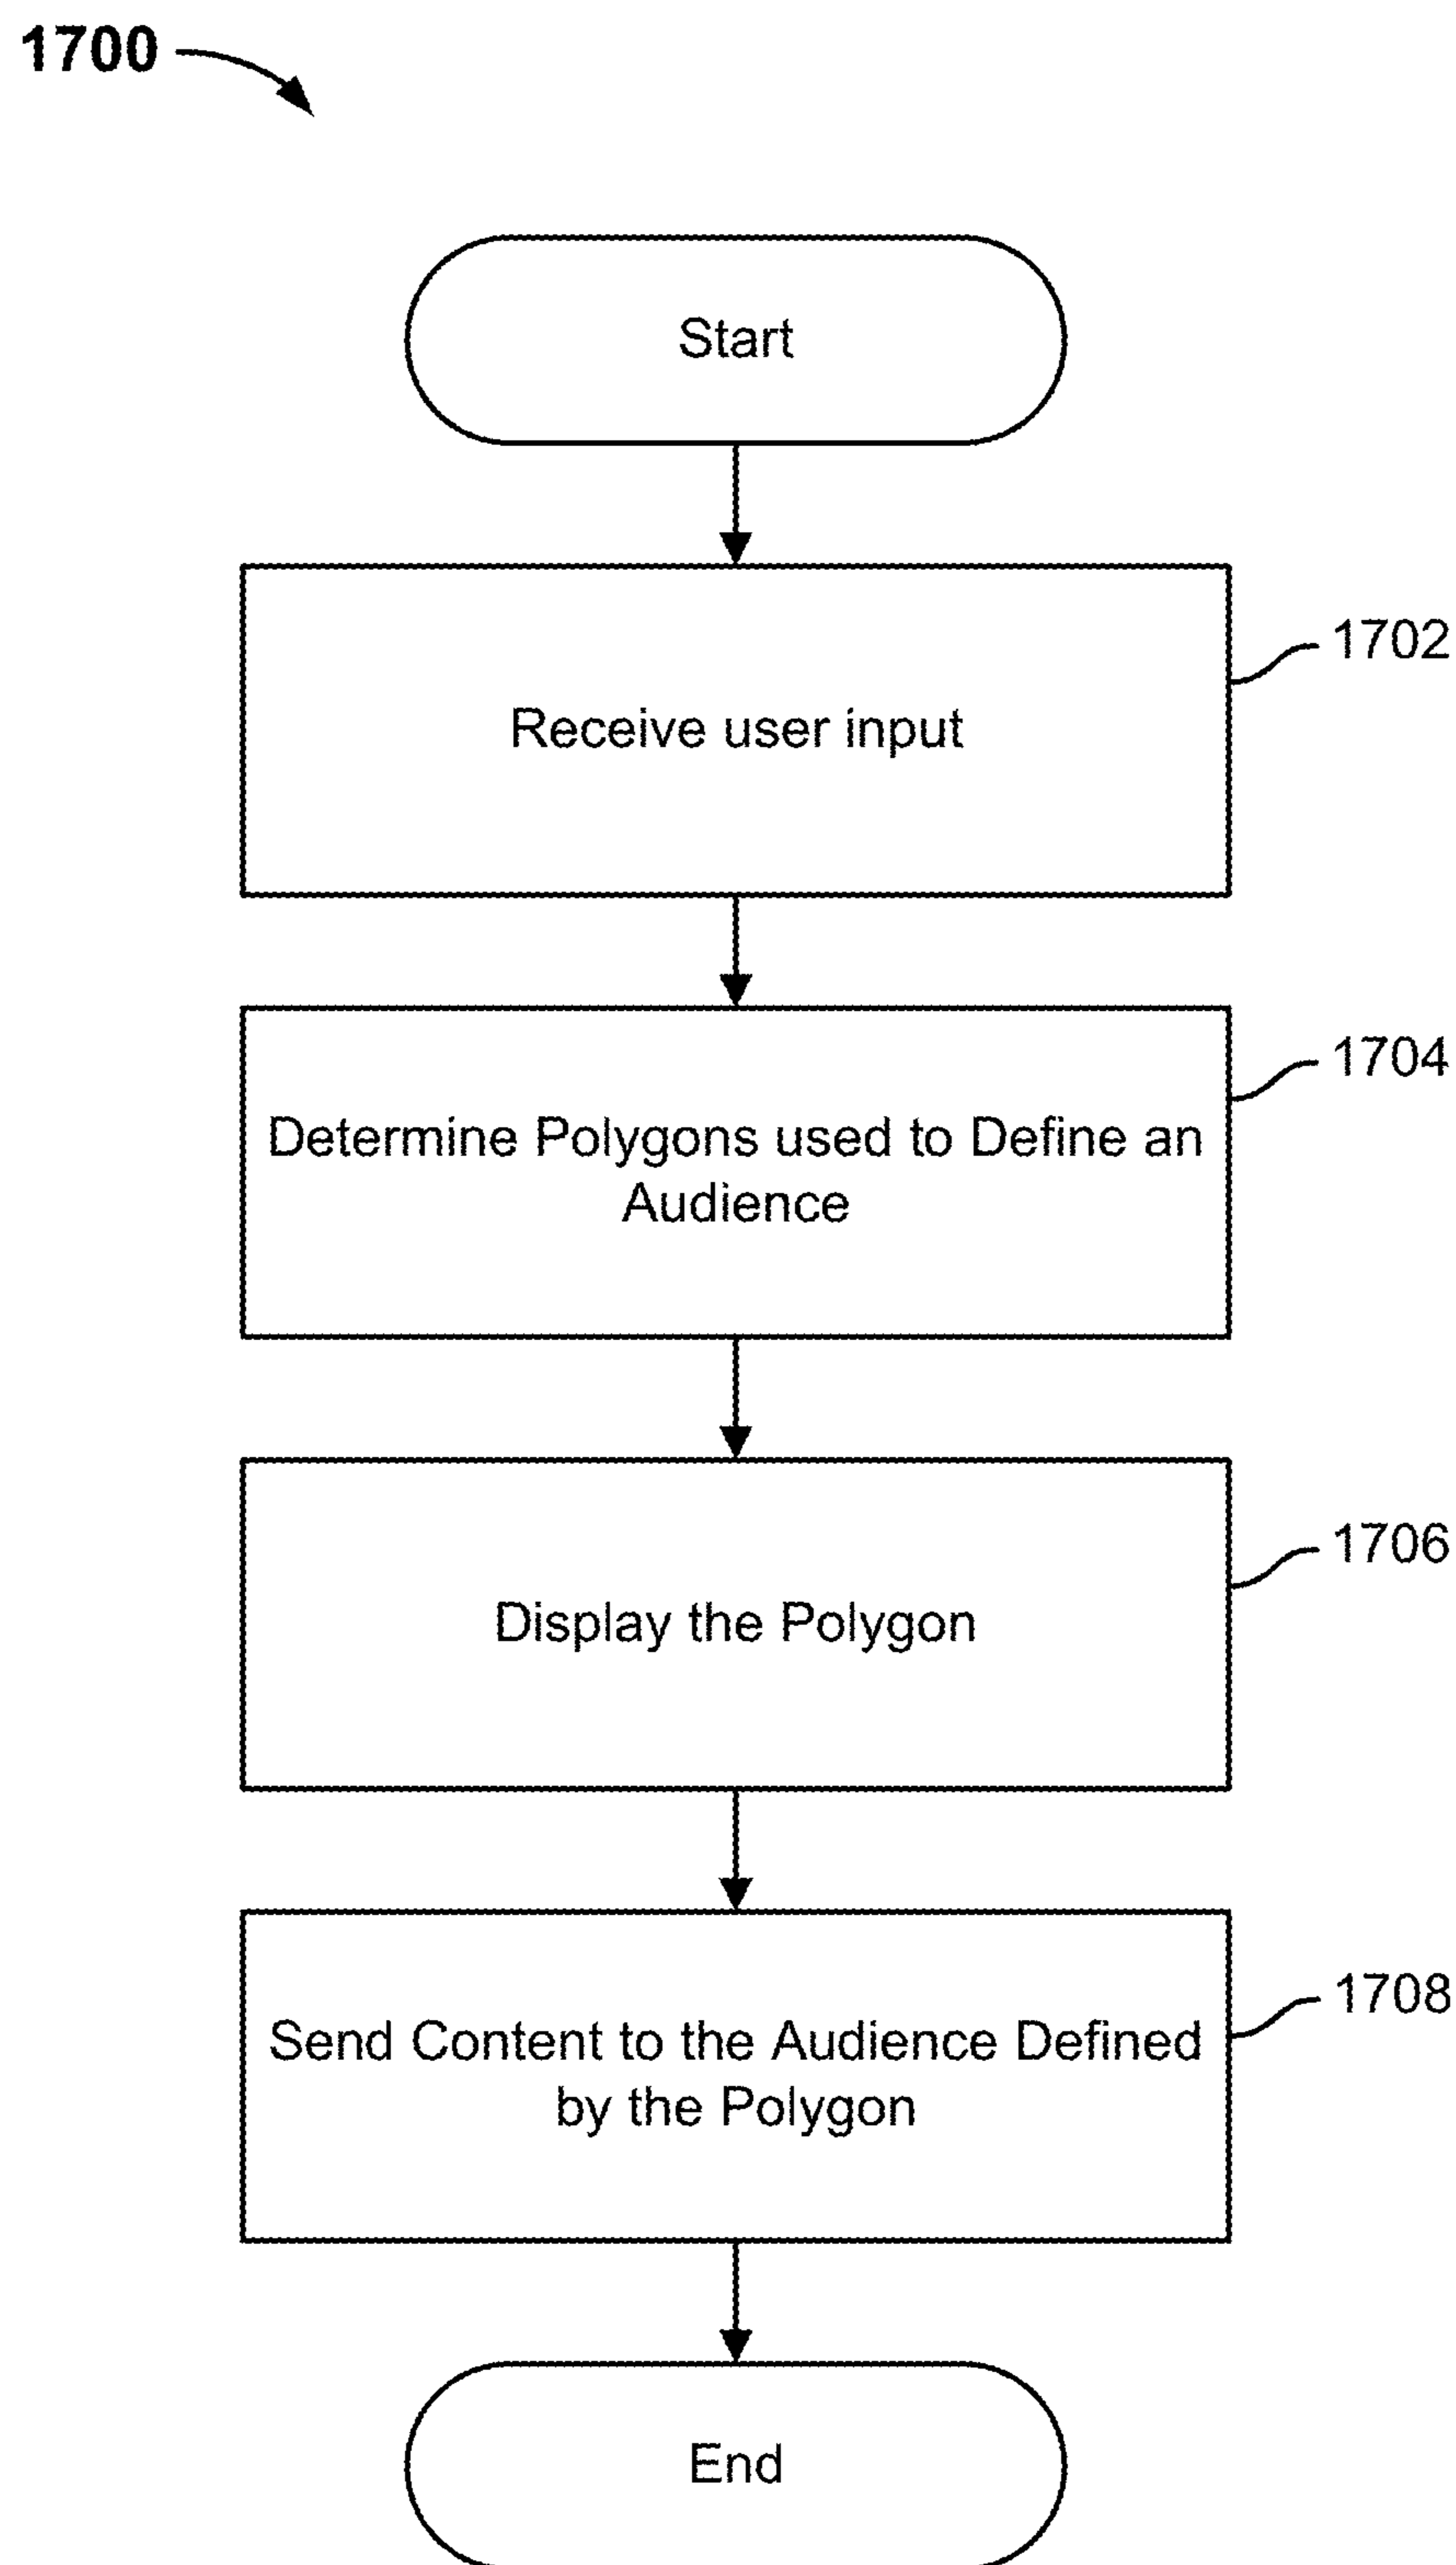 1700
Start
1702
Receive user input
1704
Determine Polygons used to Define an
Audience
1706
Display the Polygon
1708
Send Content to the Audience Defined
by the Polygon
End